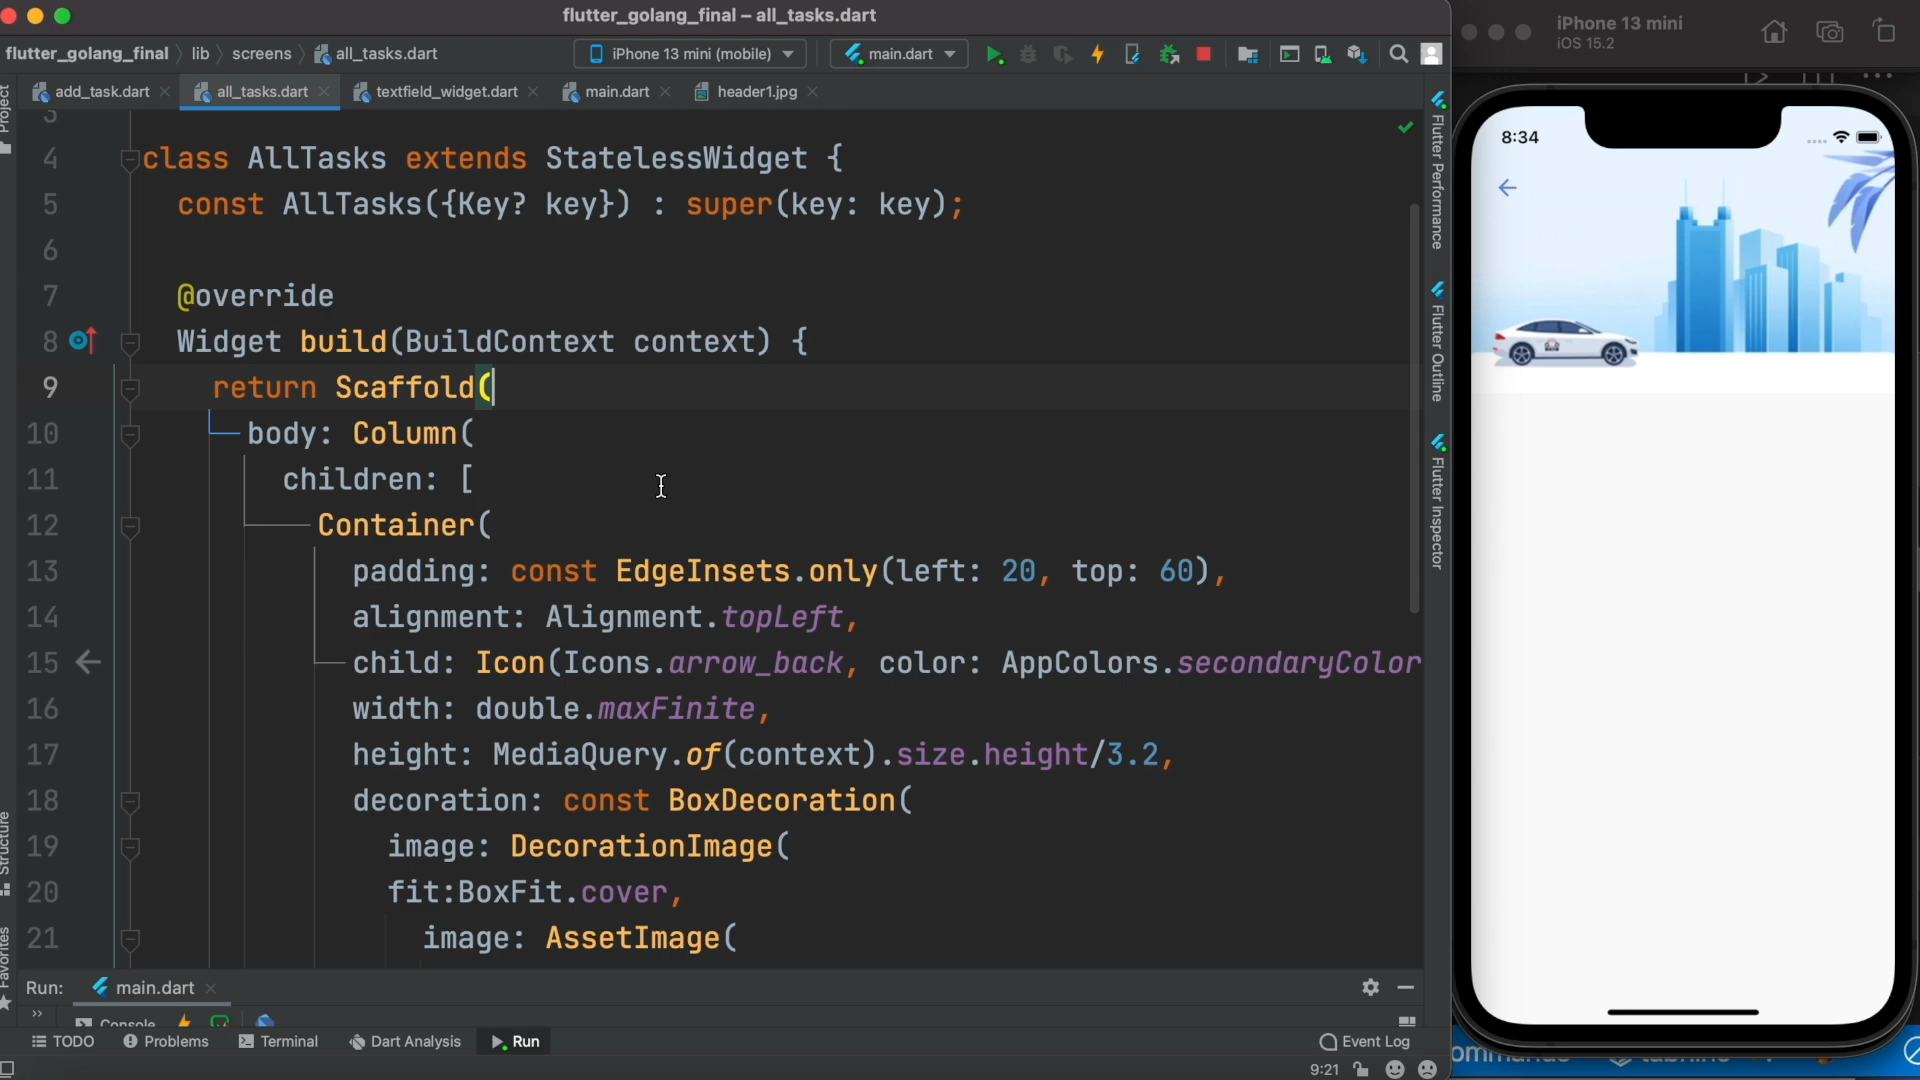 flutter_golang_final – all_tasks.dart
flutter_golang_final lib screens all_tasks.dart iPhone 13 mini (mobile) main.dart
add_task.dart all_tasks.dart textfield_widget.dart main.dart header1.jpg
Project
3
4 class AllTasks extends StatelessWidget {
5 const AllTasks({Key? key}) : super(key: key);
6
7 @override
8 Widget build(BuildContext context) {
9 return Scaffold(
10 body: Column(
11 children: [
12 Container(
13 padding: const EdgeInsets.only(left: 20, top: 60),
14 alignment: Alignment.topLeft,
15 child: Icon(Icons.arrow_back, color: AppColors.secondaryColor
16 width: double.maxFinite,
17 height: MediaQuery.of(context).size.height/3.2,
18 decoration: const BoxDecoration(
19 image: DecorationImage(
20 fit:BoxFit.cover,
21 image: AssetImage(
Structure
Favorites
Flutter Performance
Flutter Outline
Flutter Inspector
Run: main.dart
Console
TODO Problems Terminal Dart Analysis Run Event Log
9:21
iPhone 13 mini
iOS 15.2
8:34